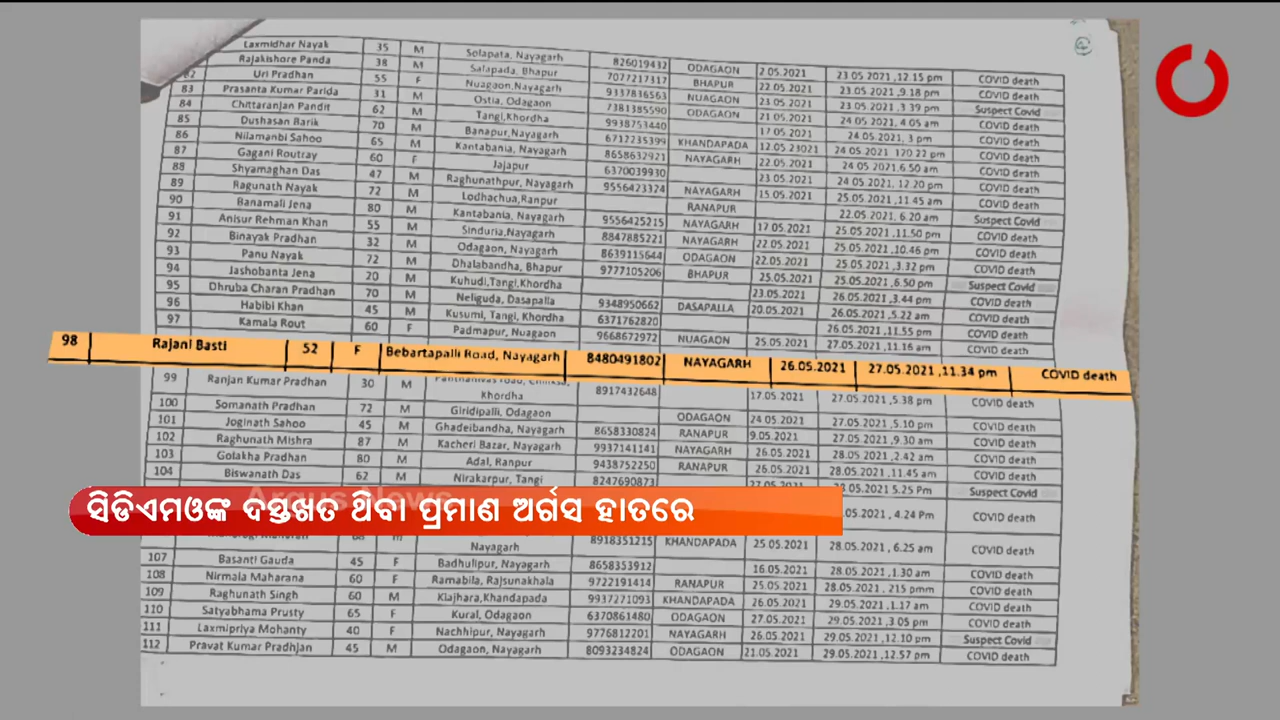 Laxmidhar Nayak 35 M Solapata, Nayagarh 826019432 ODAGAON 2.05.2021 23.05.2021 ,12.15 pm COVID death
Rajakishore Panda 38 M Salapada, Bhapur 7077217317 BHAPUR 22.05.2021 23.05.2021 ,9.18 pm COVID death
82 Uri Pradhan 55 F Nuagaon,Nayagarh 9337836563 NUAGAON 23.05.2021 23.05.2021 ,3 39 pm Suspect Covid
83 Prasanta Kumar Parida 31 M Ostia, Odagaon 7381385590 ODAGAON 21.05.2021 24.05.2021 4.05 am COVID death
84 Chittaranjan Pandit 62 M Tangi,Khordha 9938753440 17.05.2021 24.05.2021, 3 pm COVID death
85 Dushasan Barik 70 M Banapur,Nayagarh 6717235399 KHANDAPADA 12.05.23021 24.05 2021, 120.22 pm COVID death
86 Nilamanbi Sahoo 65 M Kantabania, Nayagarh 8658632921 NAYAGARH 22.05.2021 24 05 2021,6.50 am COVID death
87 Gagani Routray 60 F Jajapur 6370039930 23.05.2021 24.05.2021, 12.20 pm COVID death
88 Shyamaghan Das 47 M Raghunathpur, Nayagarh 9556423324 NAYAGARH 15.05.2021 25.05.2021,11.45 am COVID death
89 Ragunath Nayak 72 M Lodhachua,Ranpur RANAPUR 22.05.2021, 6.20 am Suspect Covid
90 Banamali Jena 80 M Kantabania, Nayagarh 9556425215 NAYAGARH 17.05.2021 25.05.2021,11.50 pm COVID death
91 Anisur Rehman Khan 55 M Sinduria,Nayagarh 8847885221 NAYAGARH 22.05.2021 25.05.2021 ,10.46 pm COVID death
92 Binayak Pradhan 32 M Odagaon, Nayagarh 8639115644 ODAGAON 22.05.2021 25.05.2021 ,3.32 pm COVID death
93 Panu Nayak 72 M Dhalabandha, Bhapur 9777105206 BHAPUR 25.05.2021 25.05.2021 ,6.50 pm Suspect Covid
94 Jashobanta Jena 20 M Kuhudi,Tangi,Khordha 23.05.2021 26.05.2021 ,3.44 pm COVID death
95 Dhruba Charan Pradhan 70 M Neliguda, Dasapalla 9348950662 DASAPALLA 20.05.2021 26.05.2021 ,5.22 am COVID death
96 Habibi Khan 45 M Kusumi, Tangi, Khordha 6371762820 26.05.2021 ,11.55 pm COVID death
97 Kamala Rout 60 F Padmapur, Nuagaon 9668672972 NUAGAON 25.05.2021 27.05.2021 ,11.16 am COVID death
98 Rajani Basti 52 F Bebartapalli Road, Nayagarh 8480491802 NAYAGARH 26.05.2021 27.05.2021 ,11.34 pm COVID death
99 Ranjan Kumar Pradhan 30 M Khordha 8917432648 17.05.2021 27.05.2021 ,5.38 pm COVID death
100 Somanath Pradhan 72 M Giridipalli, Odagaon ODAGAON 24 05.2021 27.05.2021 ,5.10 pm COVID death
101 Joginath Sahoo 45 M Ghadeibandha, Nayagarh 8658330824 RANAPUR 9.05.2021 27.05.2021 ,9.30 am COVID death
102 Raghunath Mishra 87 M Kacheri Bazar, Nayagarh 9937141141 NAYAGARH 26.05.2021 28.05.2021 ,2.42 am COVID death
103 Golakha Pradhan 80 M Adal, Ranpur 9438752250 RANAPUR 26.05.2021 28.05.2021 ,11.45 am COVID death
104 Biswanath Das 62 M Nirakarpur, Tangi 8247690873 5.25 Pm Suspect Covid
Argus News
ସିଡିଏମଓଙ୍କ ଦସ୍ତଖତ ଥିବା ପ୍ରମାଣ ଅର୍ଗସ ହାତରେ
.05.2021 ,4.24 Pm COVID death
Nayagarh 8918351215 KHANDAPADA 25.05.2021 28.05.2021 ,6.25 am COVID death
107 Basanti Gauda 45 F Badhulipur, Nayagarh 8658353912 16.05.2021 28.05.2021 ,1.30 am COVID death
108 Nirmala Maharana 60 F Ramabila, Rajsunakhala 9722191414 RANAPUR 25.05.2021 28.05.2021 ,215 pmm COVID death
109 Raghunath Singh 60 M Klajhara,Khandapada 9937271093 KHANDAPADA 26.05.2021 29.05.2021 ,1.17 am COVID death
110 Satyabhama Prusty 65 F Kural, Odagaon 6370861480 ODAGAON 27.05.2021 29.05.2021 ,3 05 pm COVID death
111 Laxmipriya Mohanty 40 F Nachhipur, Nayagarh 9776812201 NAYAGARH 26.05.2021 29.05.2021 ,12.10 pm Suspect Covid
112 Pravat Kumar Pradhjan 45 M Odagaon, Nayagarh 8093234824 ODAGAON 21.05.2021 29.05.2021 ,12.57 pm COVID death